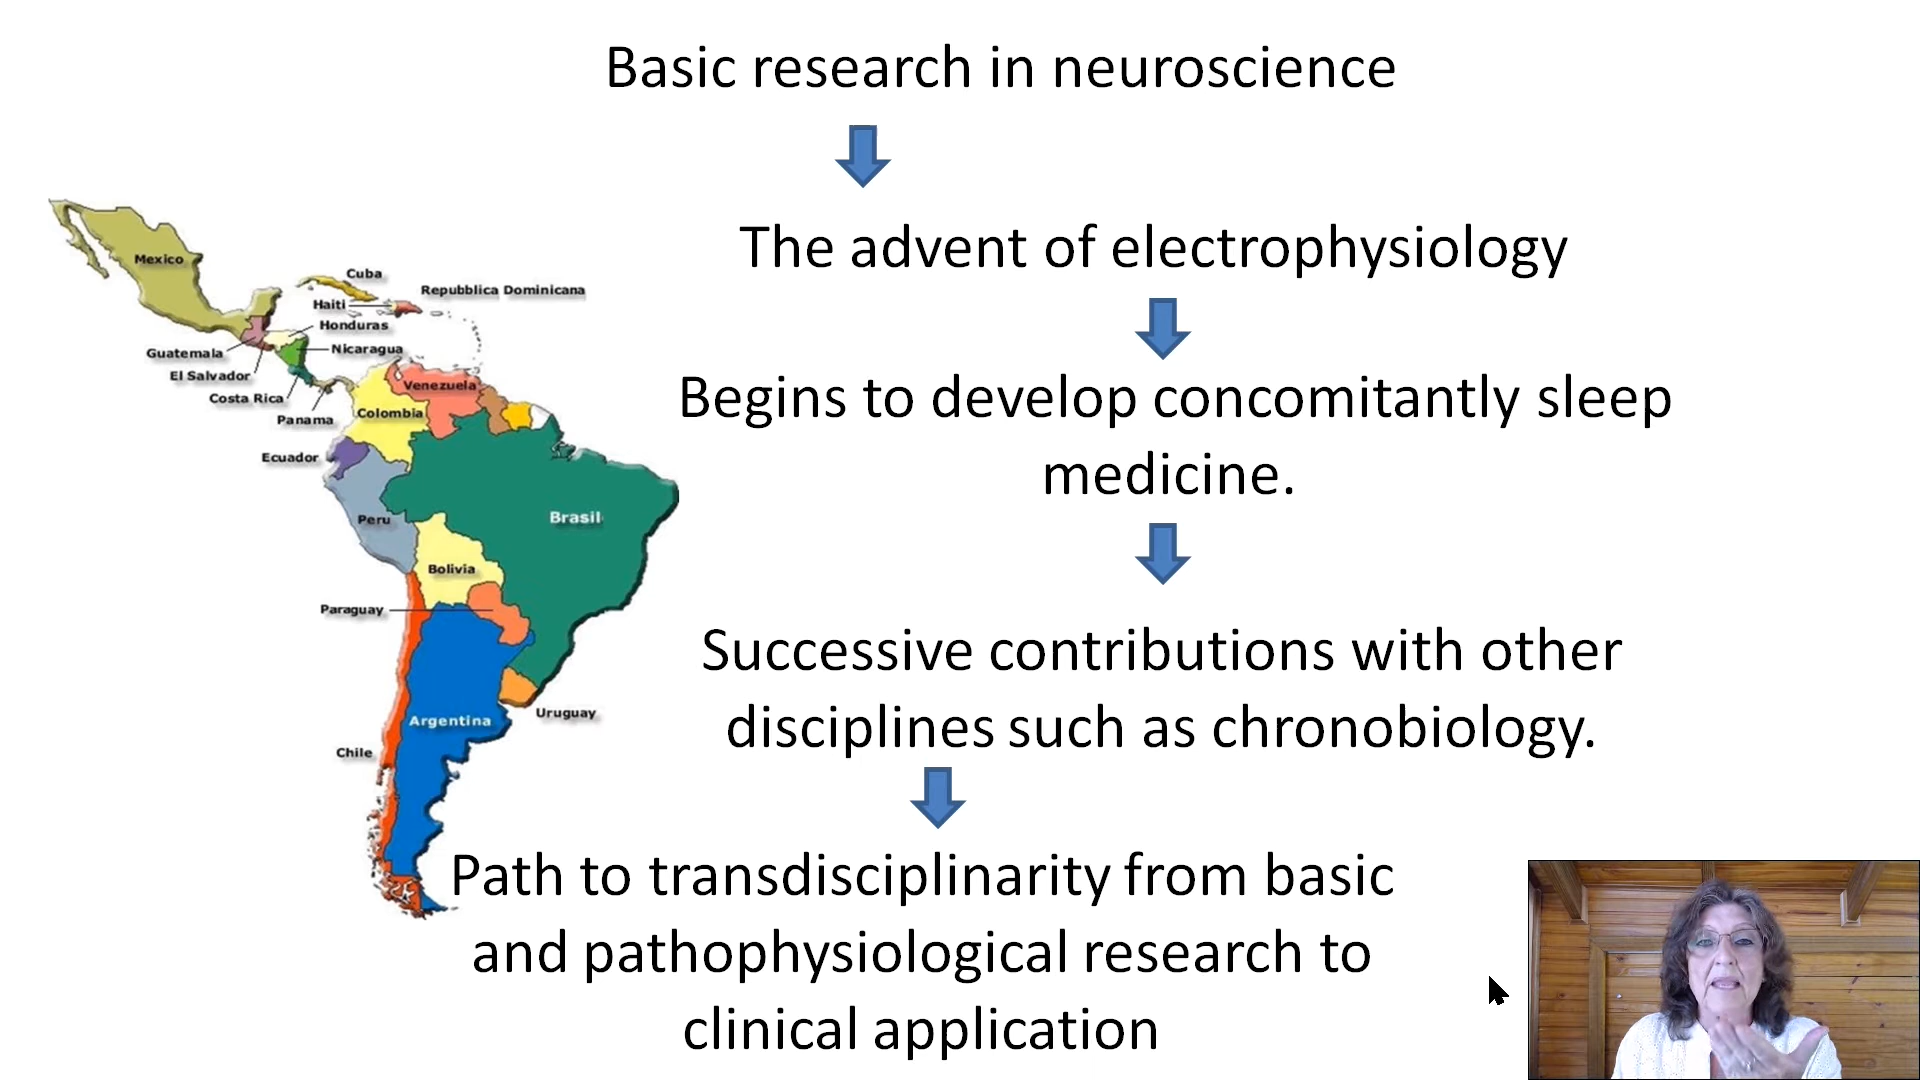 Basic research in neuroscience
The advent of electrophysiology
Begins to develop concomitantly sleep
medicine.
Successive contributions with other
disciplines such as chronobiology.
Path to transdisciplinarity from basic
and pathophysiological research to
clinical application
Mexico
Cuba
Repubblica Dominicana
Haiti
Honduras
Guatemala
Nicaragua
El Salvador
Costa Rica
Panama
Venezuela
Colombia
Ecuador
Peru
Brasil
Bolivia
Paraguay
Uruguay
Argentina
Chile